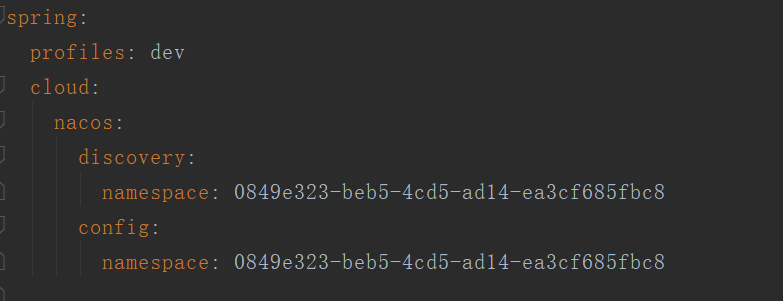 spring:
profiles: dev
cloud:
nacos:
discovery:
namespace: 0849e323-beb5-4cd5-ad14-ea3cf685fbc8
config:
namespace: 0849e323-beb5-4cd5-ad14-ea3cf685fbc8